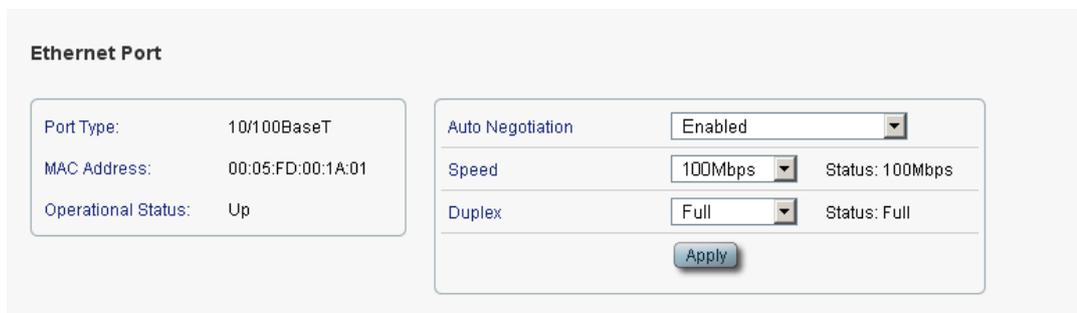 Ethernet Port
Port Type: 10/100BaseT
MAC Address: 00:05:FD:00:1A:01
Operational Status: Up
Auto Negotiation Enabled
Speed 100Mbps Status: 100Mbps
Duplex Full Status: Full
Apply